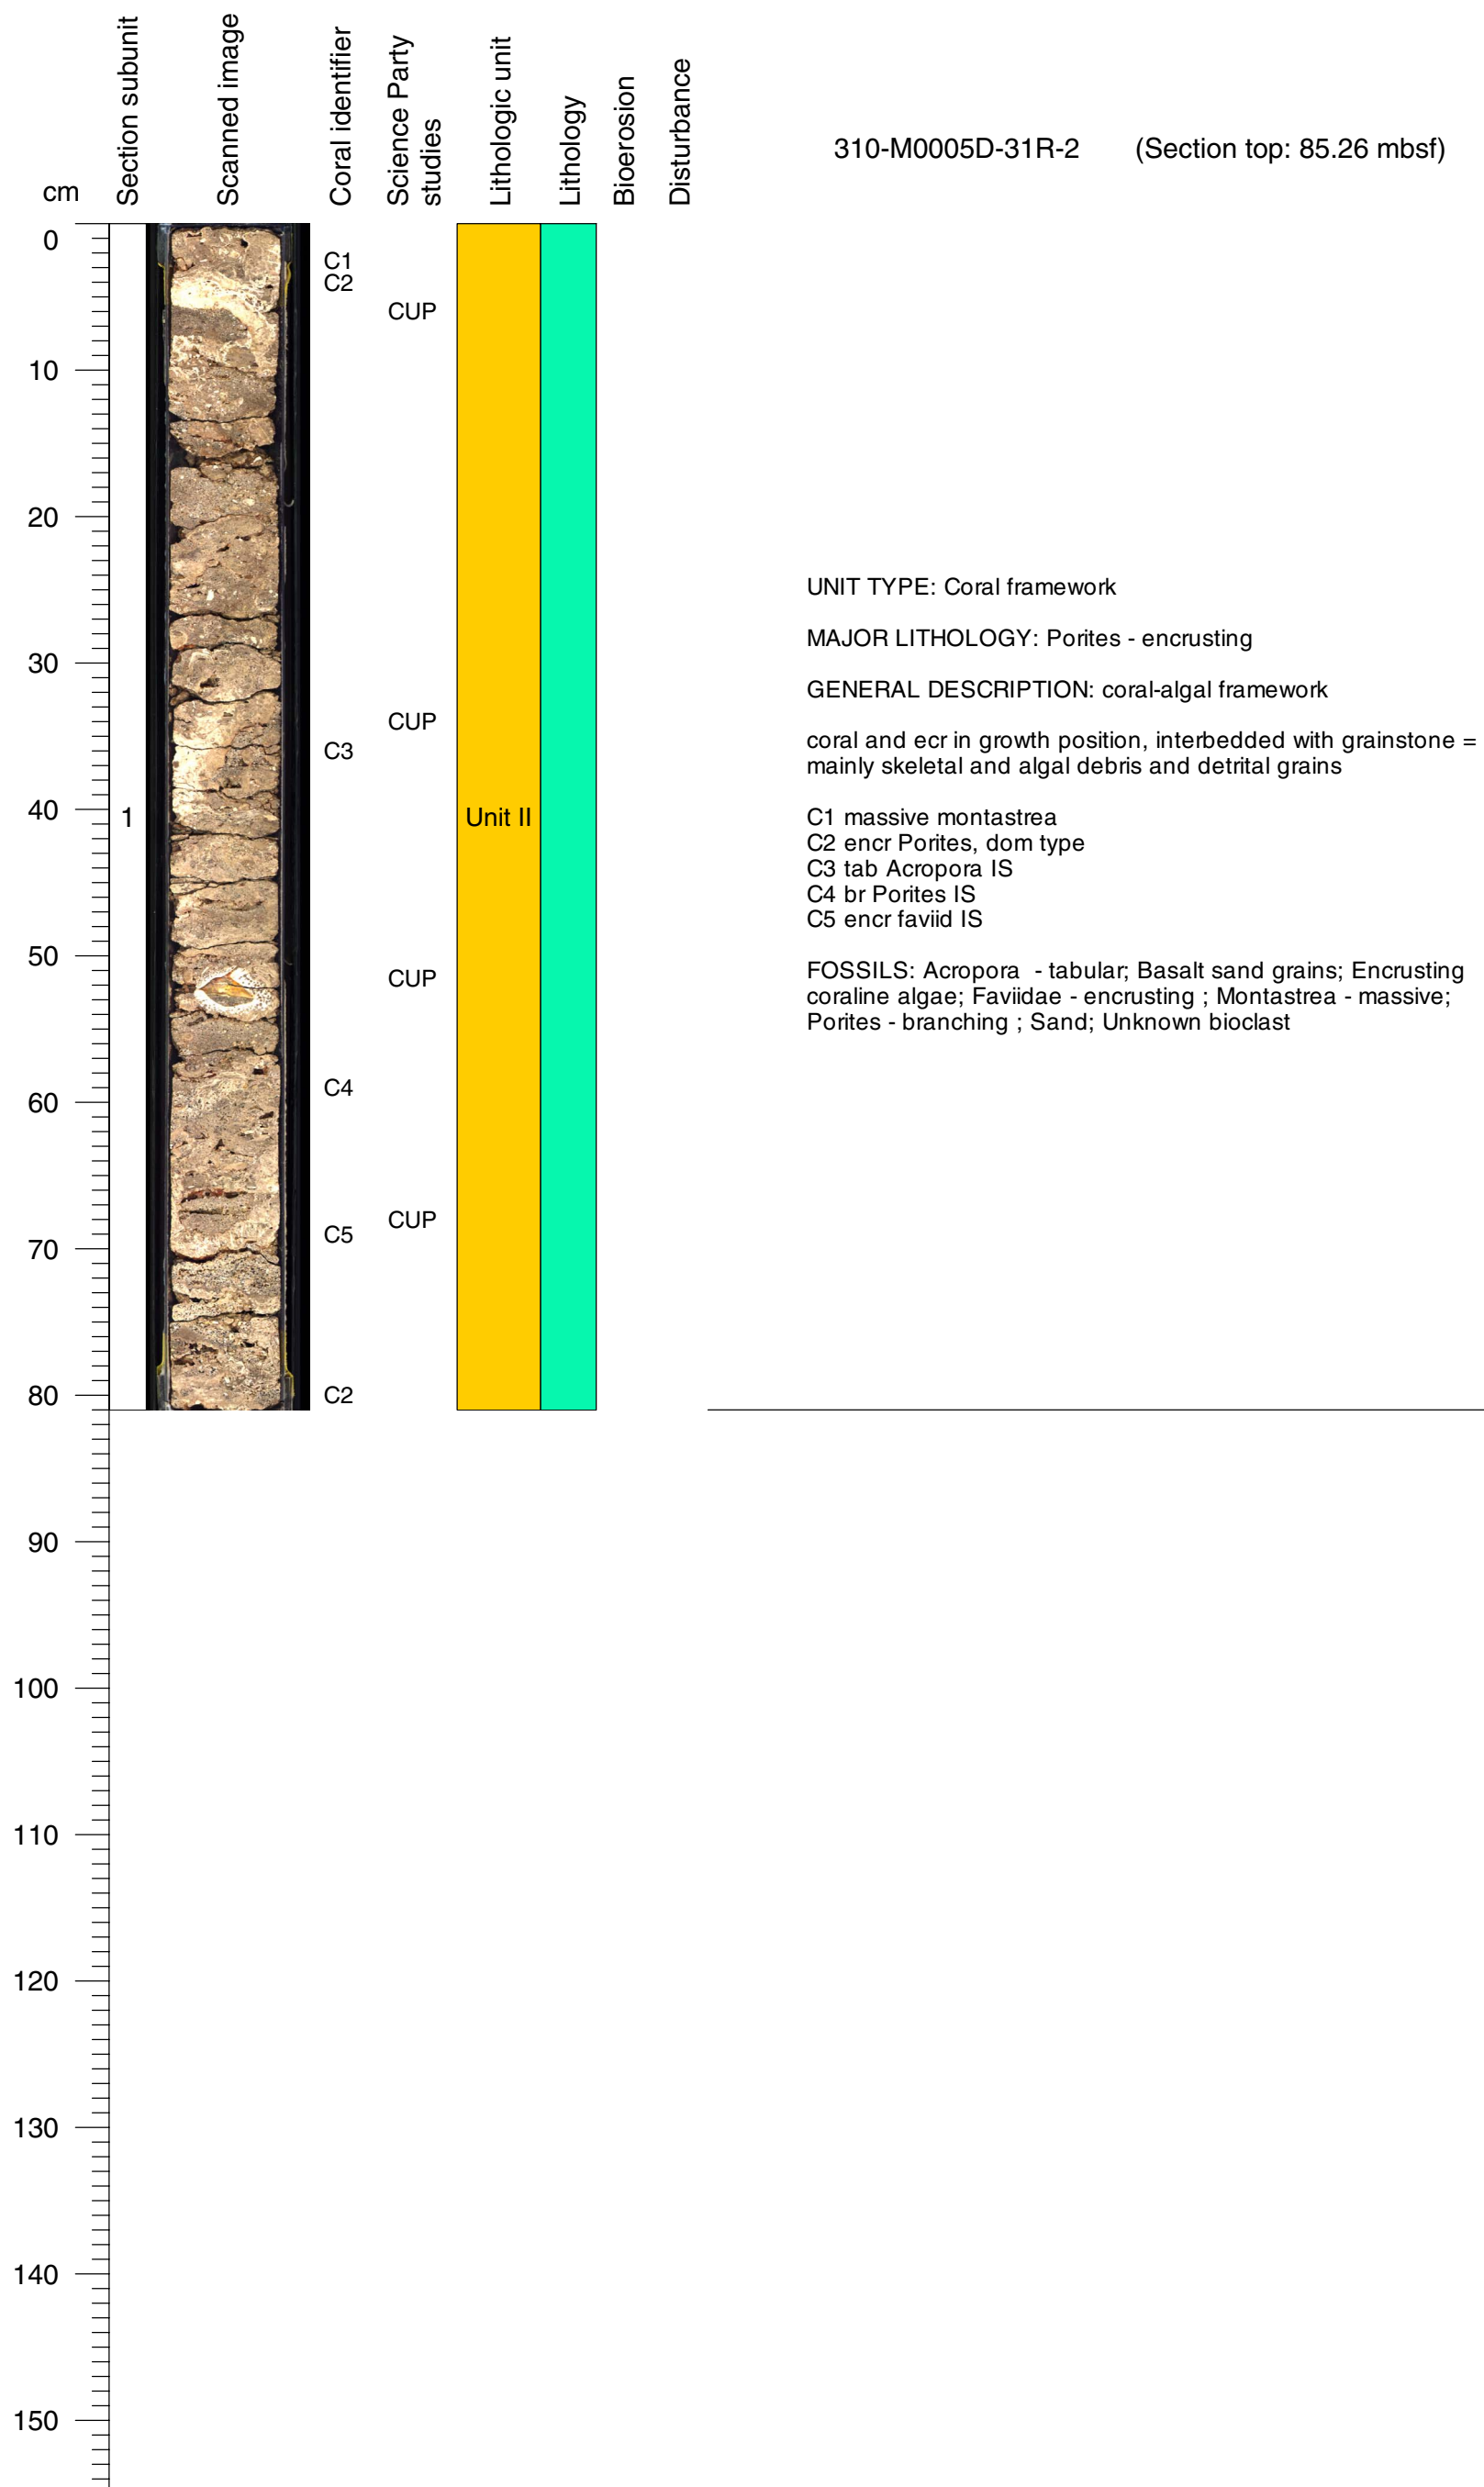 cm
Section subunit
Scanned image
Coral identifier
Science Party
studies
Lithologic unit
Lithology
Bioerosion
Disturbance
310-M0005D-31R-2 (Section top: 85.26 mbsf)
0
C1
C2
CUP
10
20
30
CUP
C3
40
1
Unit II
50
CUP
C4
60
CUP
C5
70
80
C2
90
100
110
120
130
140
150
UNIT TYPE: Coral framework
MAJOR LITHOLOGY: Porites - encrusting
GENERAL DESCRIPTION: coral-algal framework
coral and ecr in growth position, interbedded with grainstone =
mainly skeletal and algal debris and detrital grains
C1 massive montastrea
C2 encr Porites, dom type
C3 tab Acropora IS
C4 br Porites IS
C5 encr faviid IS
FOSSILS: Acropora - tabular; Basalt sand grains; Encrusting
coraline algae; Faviidae - encrusting ; Montastrea - massive;
Porites - branching ; Sand; Unknown bioclast